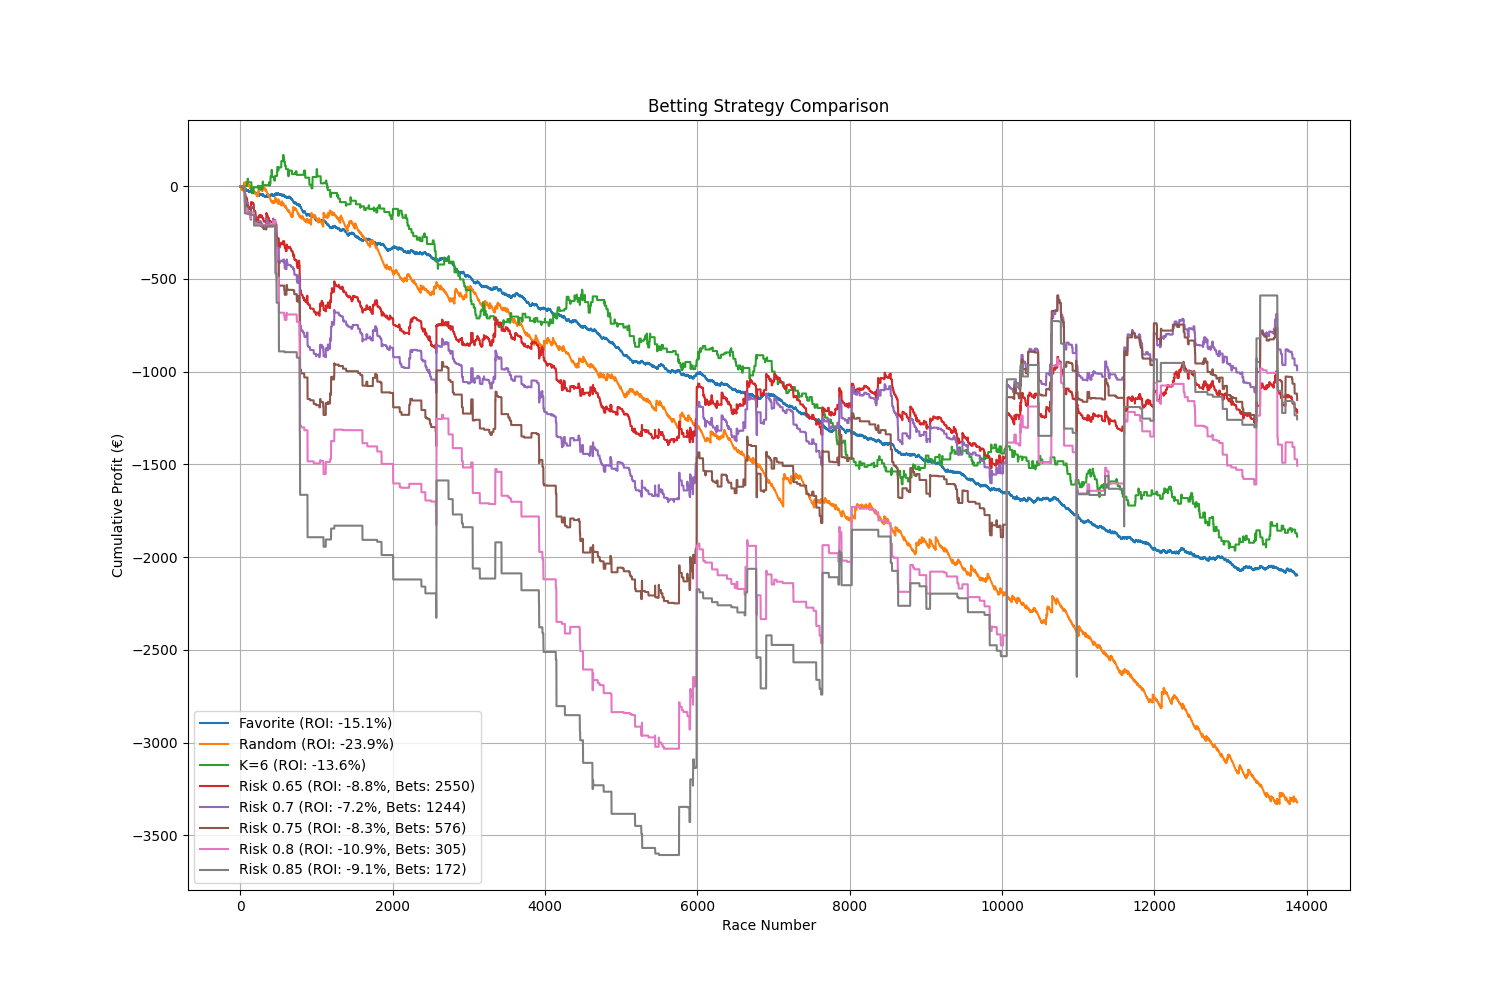 Betting Strategy Comparison
Cumulative Profit (€)
0
−500
−1000
−1500
−2000
−2500
−3000
−3500
Favorite (ROI: -15.1%)
Random (ROI: -23.9%)
K=6 (ROI: -13.6%)
Risk 0.65 (ROI: -8.8%, Bets: 2550)
Risk 0.7 (ROI: -7.2%, Bets: 1244)
Risk 0.75 (ROI: -8.3%, Bets: 576)
Risk 0.8 (ROI: -10.9%, Bets: 305)
Risk 0.85 (ROI: -9.1%, Bets: 172)
0 2000 4000 6000 8000 10000 12000 14000
Race Number